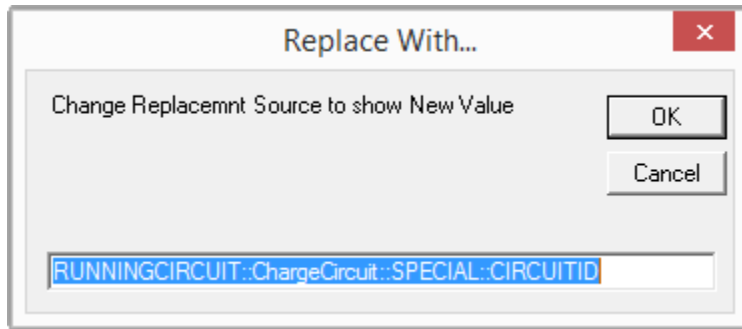 Replace With...
Change Replacemnt Source to show New Value
OK
Cancel
RUNNINGCIRCUIT::ChargeCircuit::SPECIAL::CIRCUITID